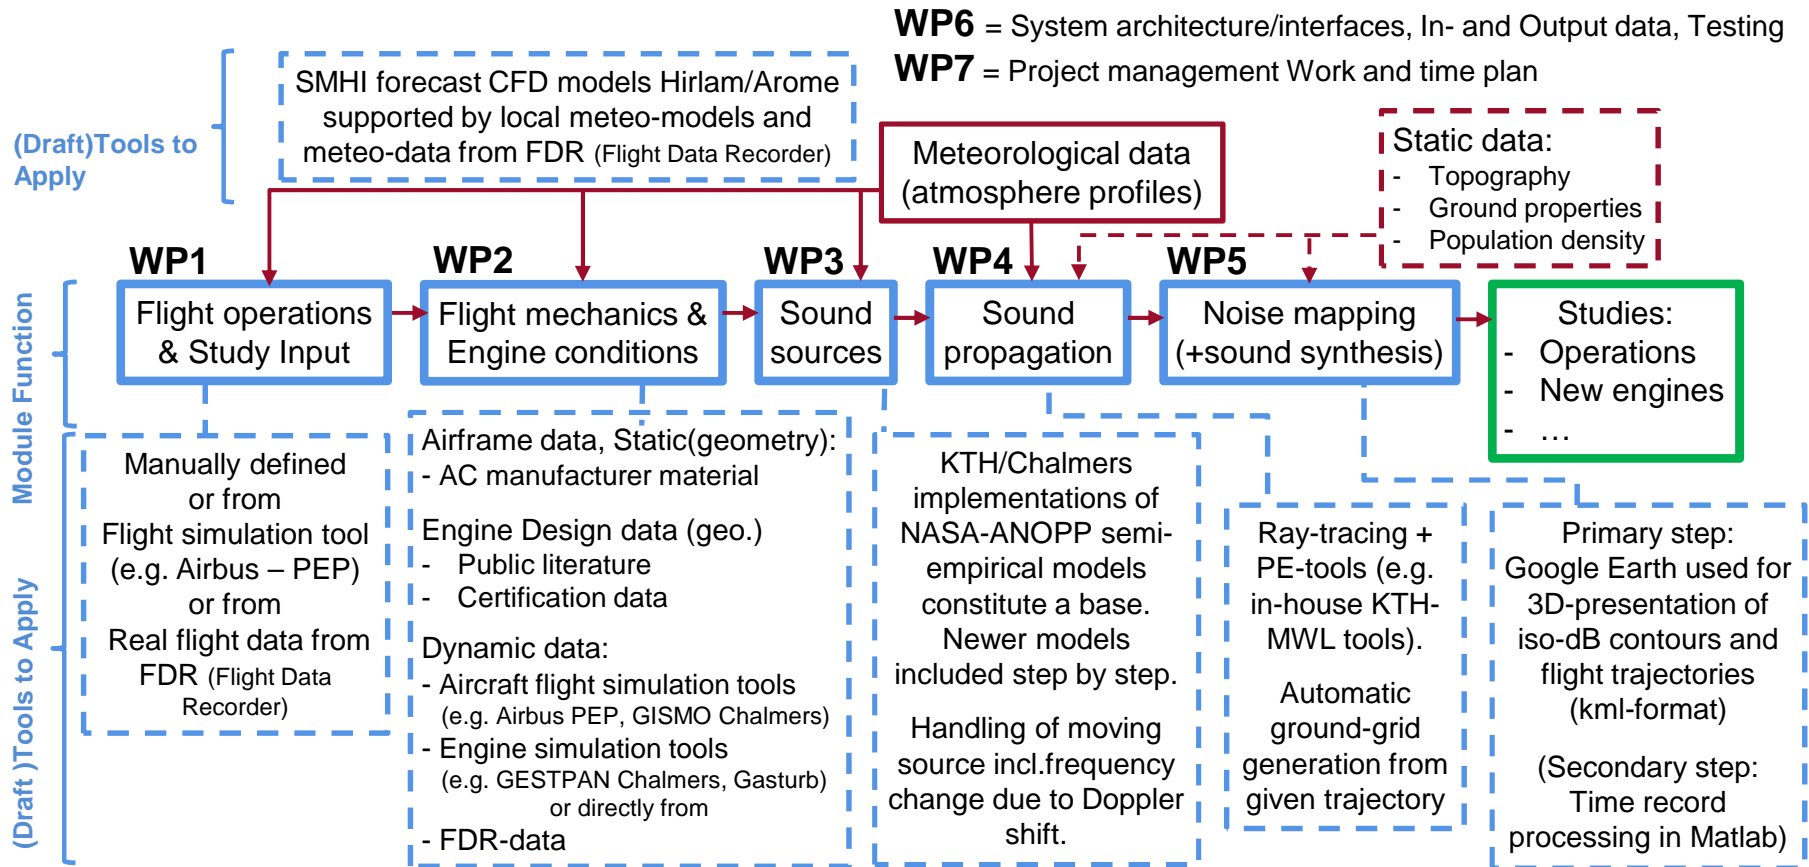 WP6 = System architecture/interfaces, In- and Output data, Testing
WP7 = Project management Work and time plan
(Draft)Tools to
Apply
SMHI forecast CFD models Hirlam/Arome
supported by local meteo-models and
meteo-data from FDR (Flight Data Recorder)
Meteorological data
(atmosphere profiles)
Static data:
- Topography
- Ground properties
- Population density
Module Function
WP1
Flight operations
& Study Input
WP2
Flight mechanics &
Engine conditions
WP3
Sound
sources
WP4
Sound
propagation
WP5
Noise mapping
(+sound synthesis)
Studies:
- Operations
- New engines
- …
(Draft )Tools to Apply
Manually defined
or from
Flight simulation tool
(e.g. Airbus – PEP)
or from
Real flight data from
FDR (Flight Data
Recorder)
Airframe data, Static(geometry):
- AC manufacturer material
Engine Design data (geo.)
- Public literature
- Certification data
Dynamic data:
- Aircraft flight simulation tools
(e.g. Airbus PEP, GISMO Chalmers)
- Engine simulation tools
(e.g. GESTPAN Chalmers, Gasturb)
or directly from
- FDR-data
KTH/Chalmers
implementations of
NASA-ANOPP semi-
empirical models
constitute a base.
Newer models
included step by step.
Handling of moving
source incl.frequency
change due to Doppler
shift.
Ray-tracing +
PE-tools (e.g.
in-house KTH-
MWL tools).
Automatic
ground-grid
generation from
given trajectory
Primary step:
Google Earth used for
3D-presentation of
iso-dB contours and
flight trajectories
(kml-format)
(Secondary step:
Time record
processing in Matlab)